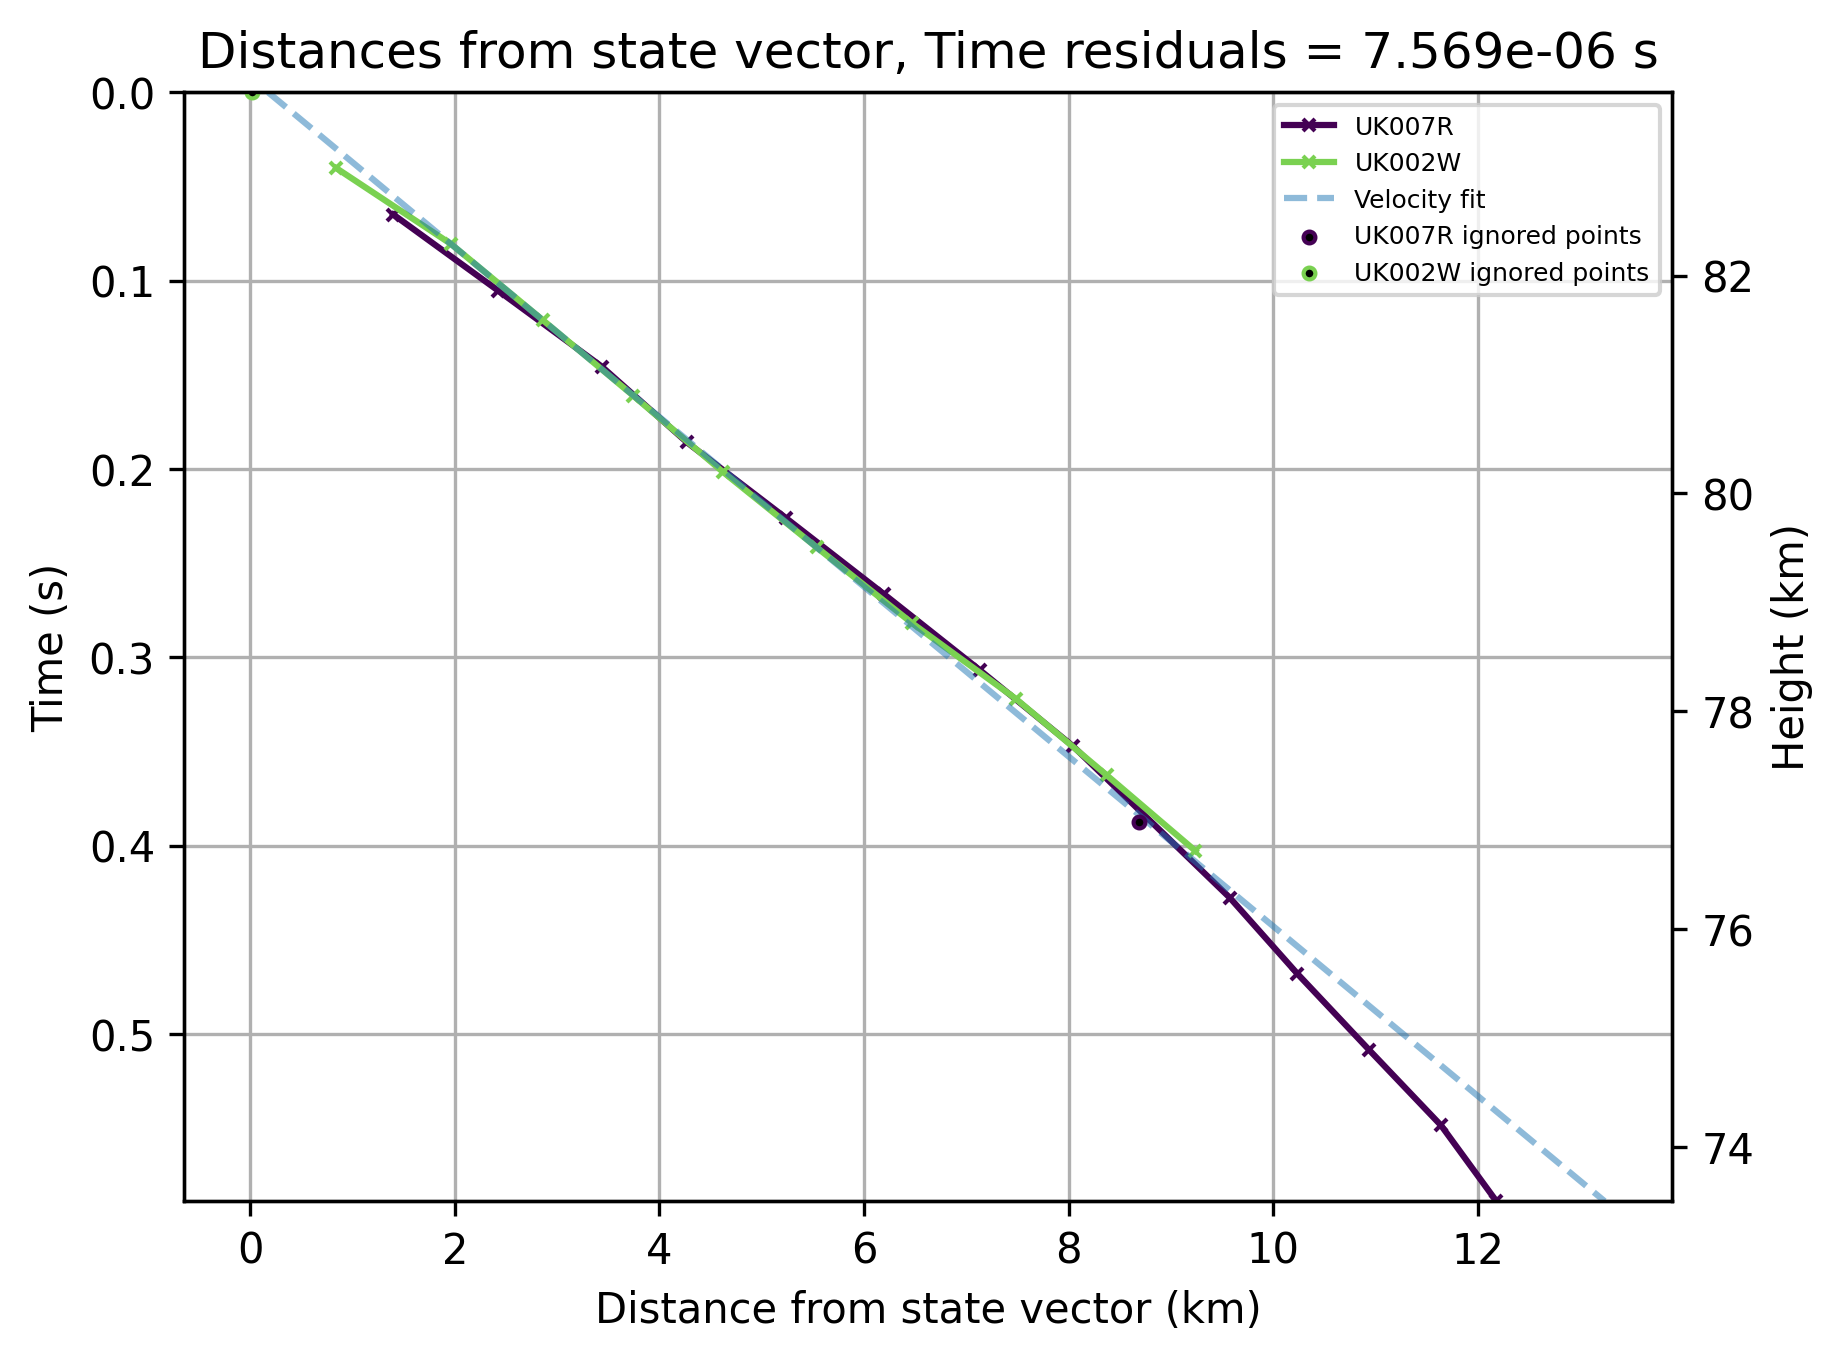 Distances from state vector, Time residuals = 7.569e-06 s
UK007R
UK002W
Velocity fit
UK007R ignored points
UK002W ignored points
Time (s)
0.0
0.1
0.2
0.3
0.4
0.5
82
80
78
76
74
Height (km)
0 2 4 6 8 10 12
Distance from state vector (km)